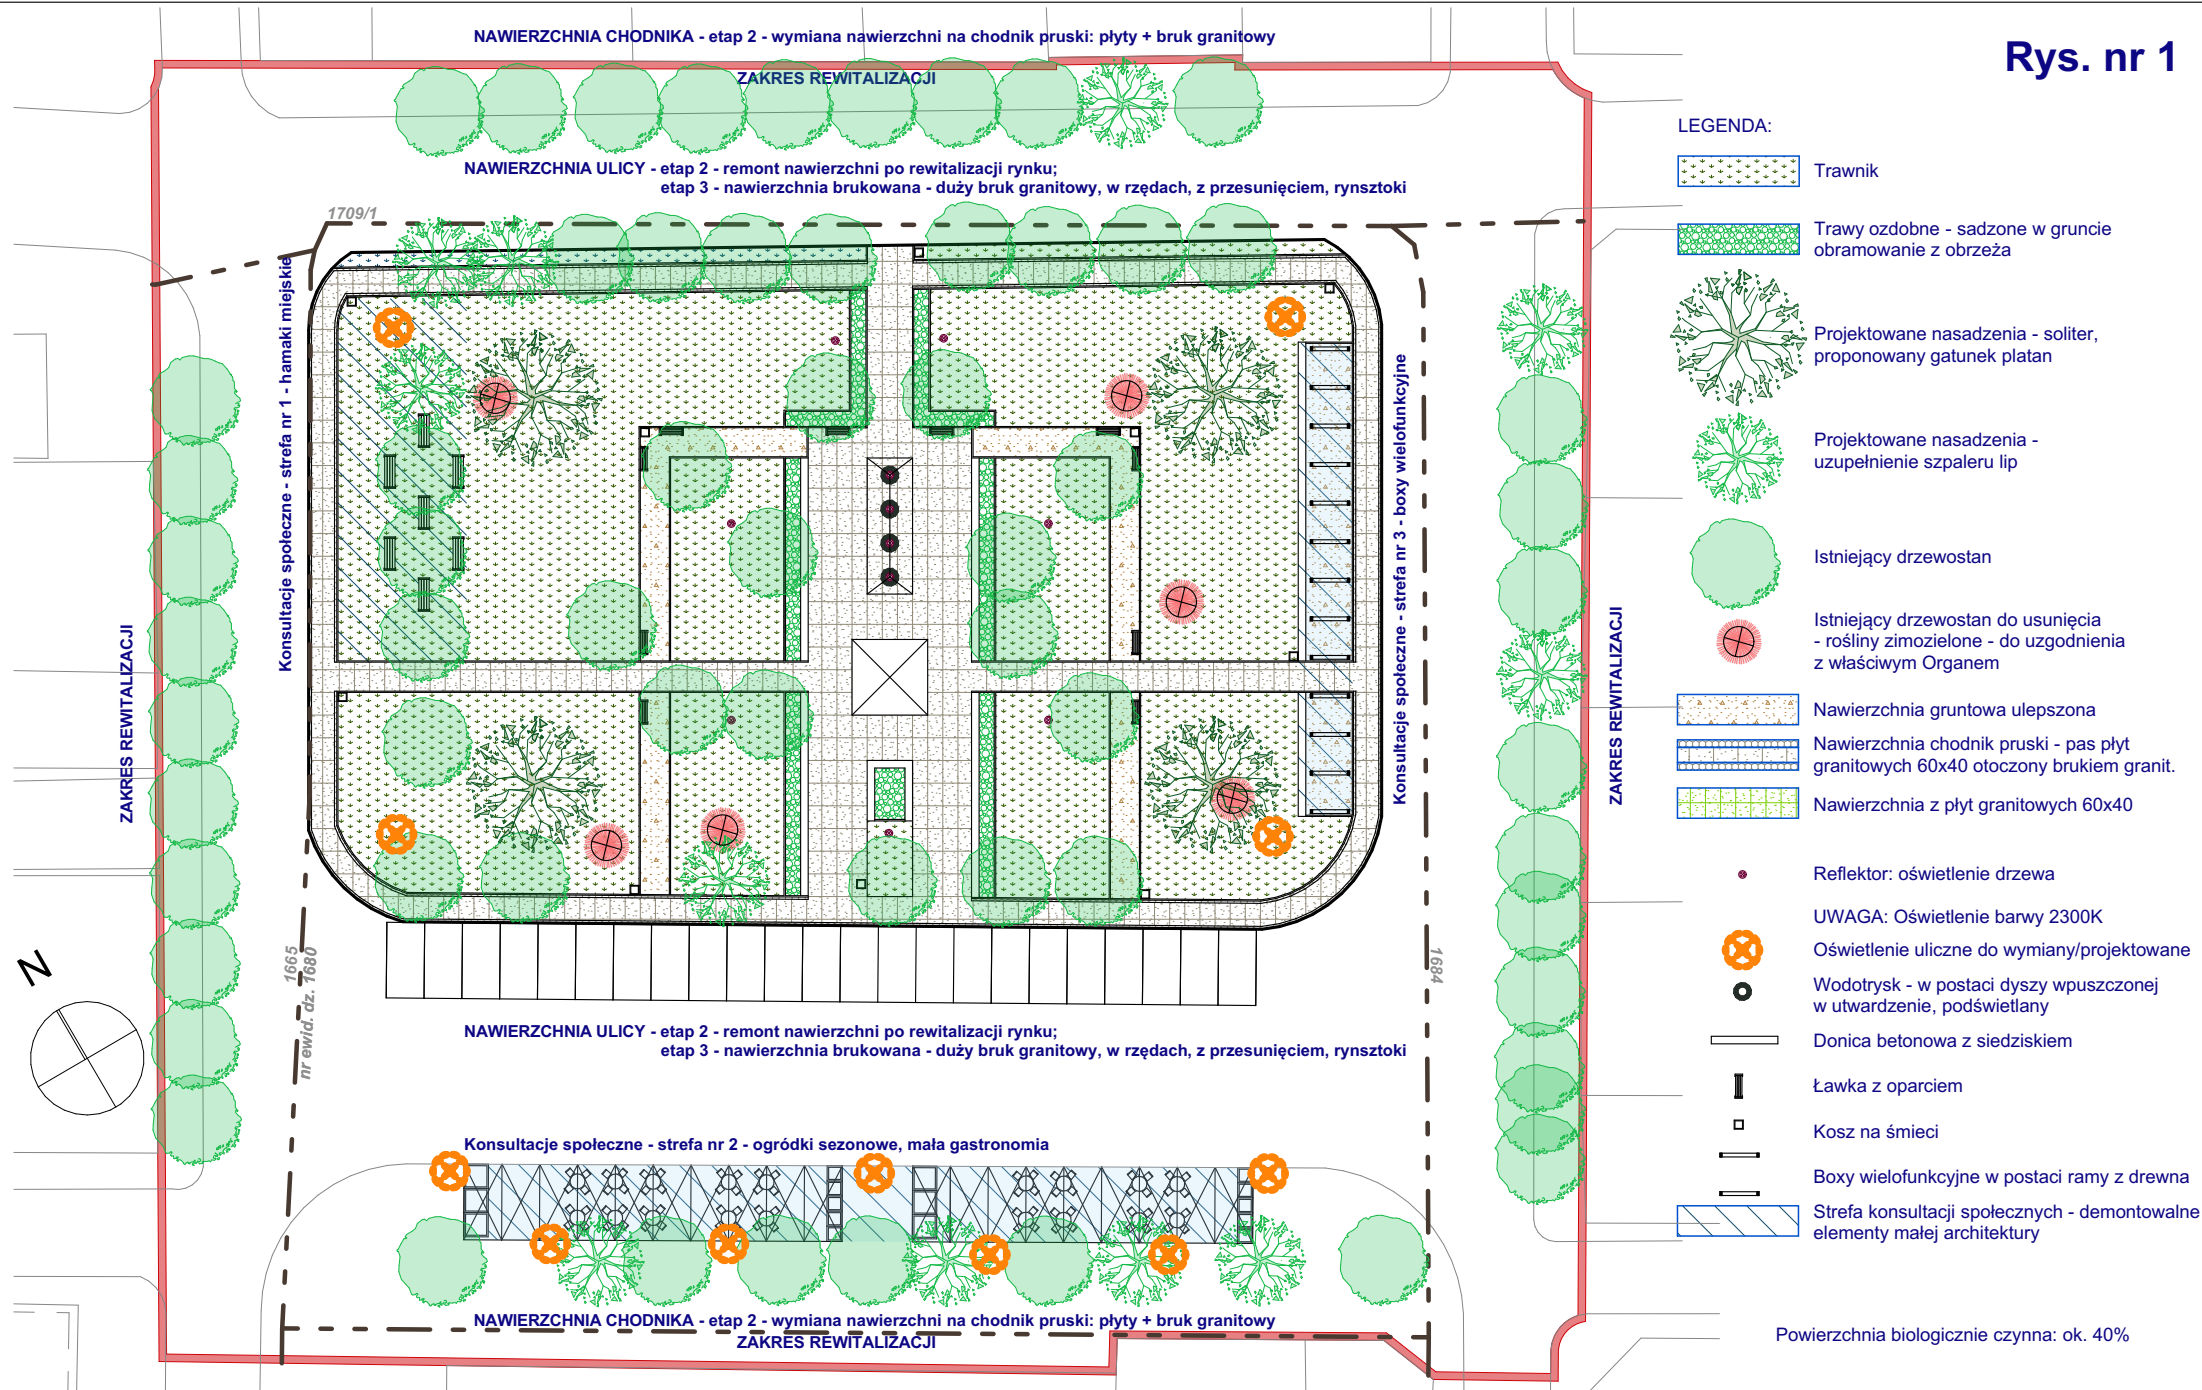 NAWIERZCHNIA CHODNIKA - etap 2 - wymiana nawierzchni na chodnik pruski: płyty + bruk granitowy
ZAKRES REWITALIZACJI
Rys. nr 1
NAWIERZCHNIA ULICY - etap 2 - remont nawierzchni po rewitalizacji rynku;
etap 3 - nawierzchnia brukowana - duży bruk granitowy, w rzędach, z przesunięciem, rynsztoki
1709/1
Konsultacje społeczne - strefa nr 1 - hamaki miejskie
Konsultacje społeczne - strefa nr 3 - boxy wielofunkcyjne
ZAKRES REWITALIZACJI
ZAKRES REWITALIZACJI
N
1665
nr ewid. dz. 1680
1684
NAWIERZCHNIA ULICY - etap 2 - remont nawierzchni po rewitalizacji rynku;
etap 3 - nawierzchnia brukowana - duży bruk granitowy, w rzędach, z przesunięciem, rynsztoki
Konsultacje społeczne - strefa nr 2 - ogródki sezonowe, mała gastronomia
NAWIERZCHNIA CHODNIKA - etap 2 - wymiana nawierzchni na chodnik pruski: płyty + bruk granitowy
ZAKRES REWITALIZACJI
LEGENDA:
Trawnik
Trawy ozdobne - sadzone w gruncie
obramowanie z obrzeża
Projektowane nasadzenia - soliter,
proponowany gatunek platan
Projektowane nasadzenia -
uzupełnienie szpaleru lip
Istniejący drzewostan
Istniejący drzewostan do usunięcia
- rośliny zimozielone - do uzgodnienia
z właściwym Organem
Nawierzchnia gruntowa ulepszona
Nawierzchnia chodnik pruski - pas płyt
granitowych 60x40 otoczony brukiem granit.
Nawierzchnia z płyt granitowych 60x40
Reflektor: oświetlenie drzewa
UWAGA: Oświetlenie barwy 2300K
Oświetlenie uliczne do wymiany/projektowane
Wodotrysk - w postaci dyszy wpuszczonej
w utwardzenie, podświetlany
Donica betonowa z siedziskiem
Ławka z oparciem
Kosz na śmieci
Boxy wielofunkcyjne w postaci ramy z drewna
Strefa konsultacji społecznych - demontowalne
elementy małej architektury
Powierzchnia biologicznie czynna: ok. 40%